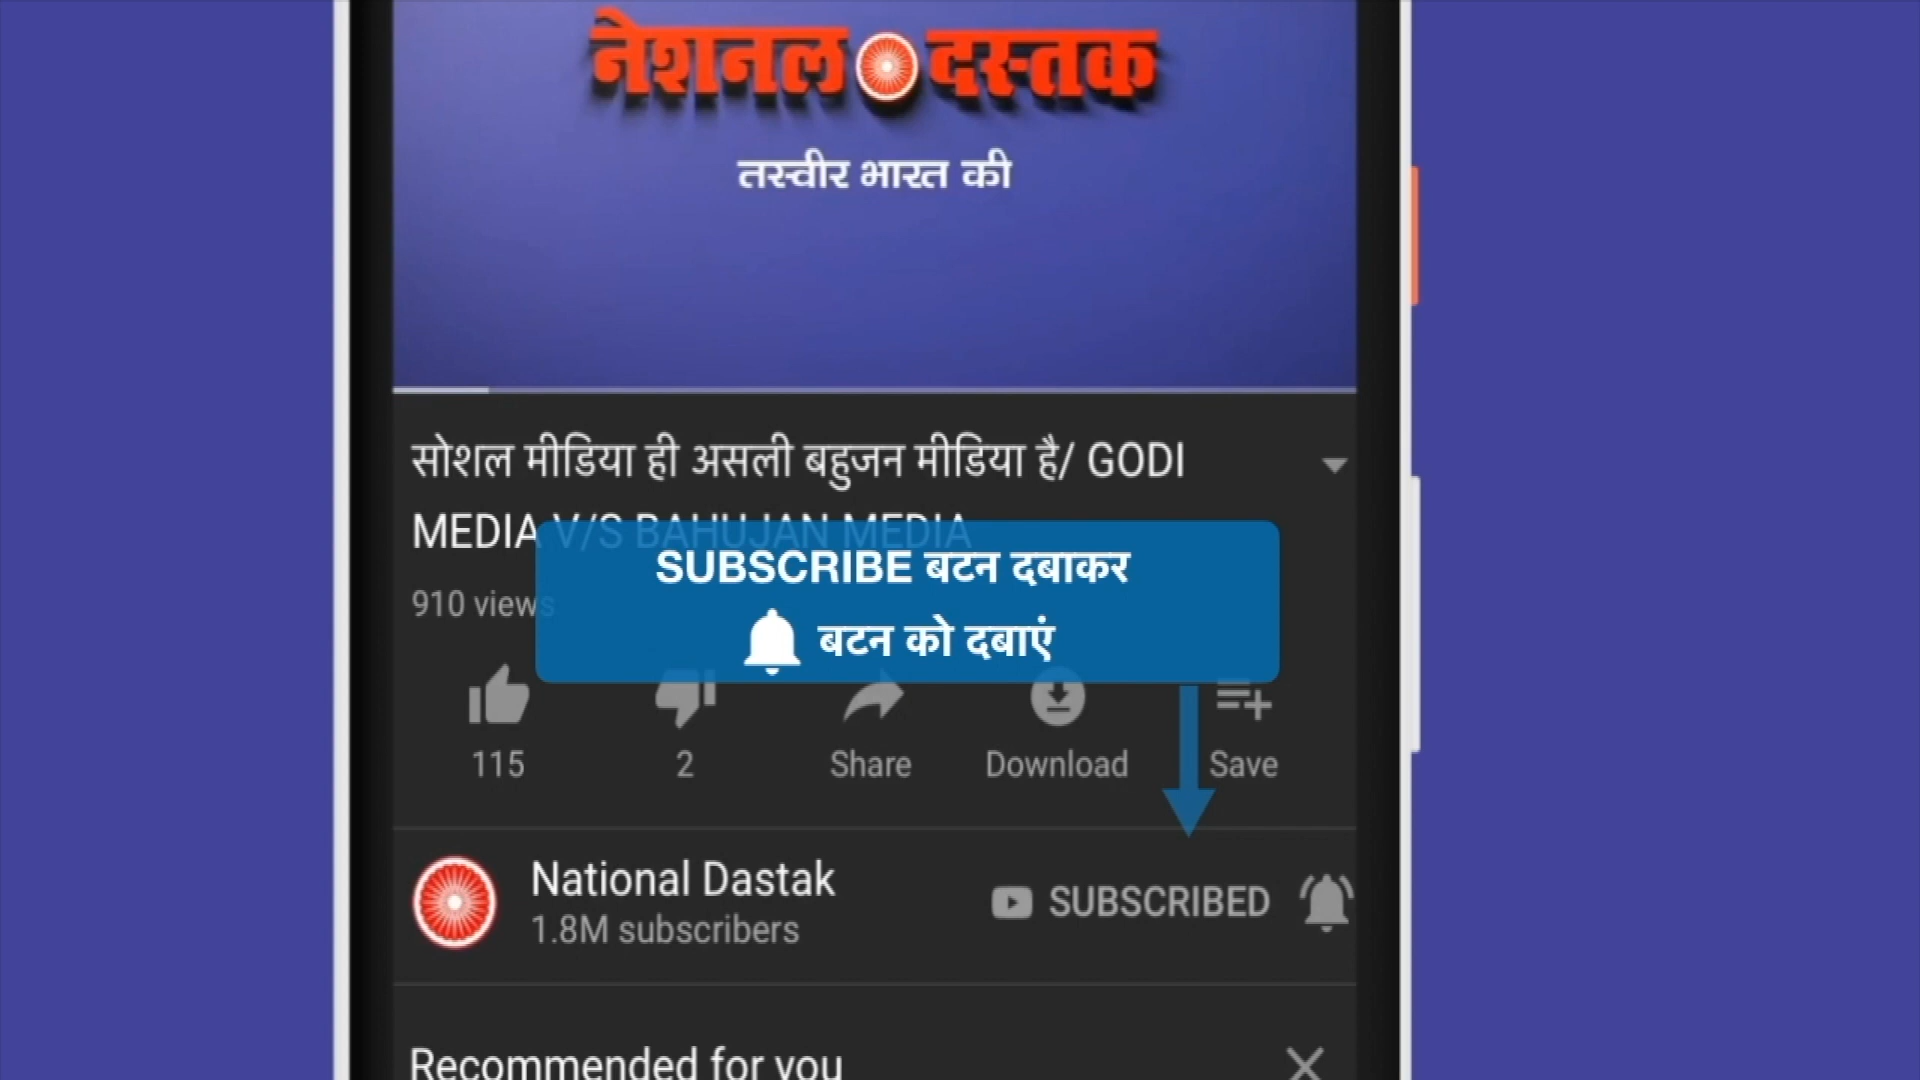 नेशनल दस्तक
तस्वीर भारत की
सोशल मीडिया ही असली बहुजन मीडिया है/ GODI
MEDIA V/S BAHUJAN MEDIA
SUBSCRIBE बटन दबाकर
बटन को दबाएं
910 views
115
2
Share
Download
Save
National Dastak
1.8M subscribers
SUBSCRIBED
Recommended for you